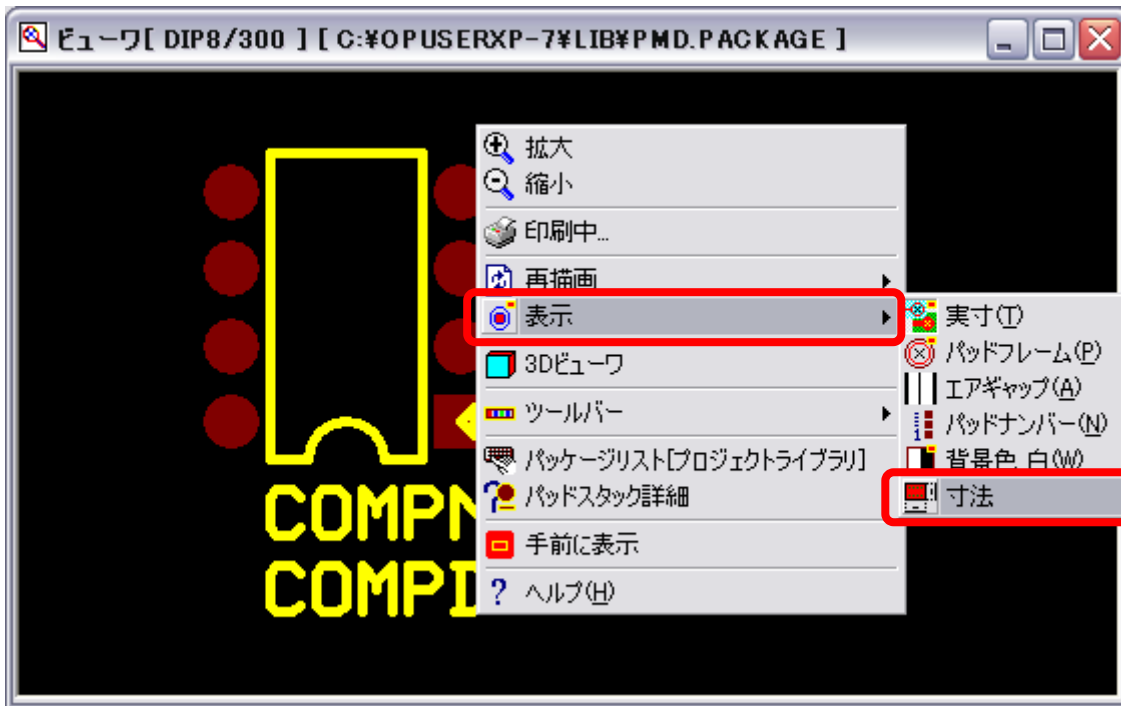 ビューワ[ DIP8/300 ] [ C:¥OPUSERXP-7¥LIB¥PMD.PACKAGE ]
拡大
縮小
印刷中...
再描画
表示
3Dビューワ
ツールバー
パッケージリスト[プロジェクトライブラリ]
パッドスタック詳細
手前に表示
ヘルプ(H)
実寸(T)
パッドフレーム(P)
エアギャップ(A)
パッドナンバー(N)
背景色 白(W)
寸法
COMPN
COMPI